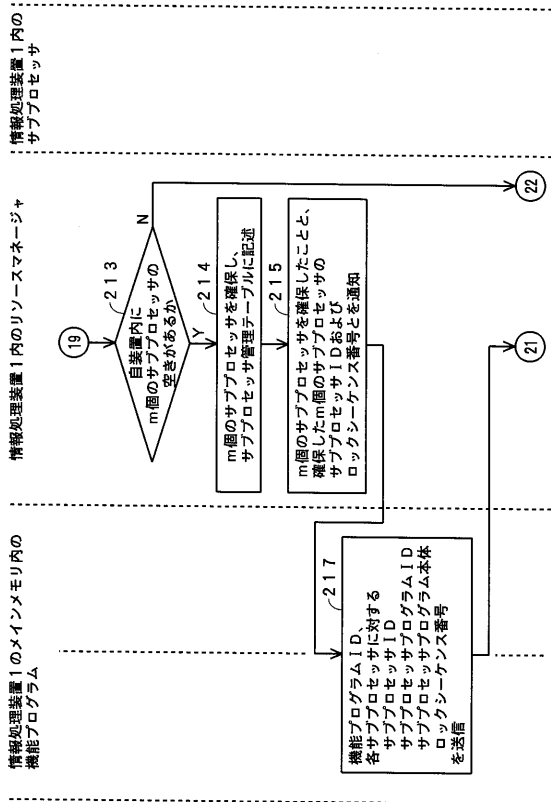 情報処理装置1のメインメモリ内の
機能プログラム
情報処理装置1内のリソースマネージャ
情報処理装置1内の
サブプロセッサ
19
213
自装置内に
m個のサブプロセッサの
空きがあるか
N
Y
214
m個のサブプロセッサを確保し、
サブプロセッサ管理テーブルに記述
215
m個のサブプロセッサを確保したことと、
確保したm個のサブプロセッサの
サブプロセッサIDおよび
ロックシーケンス番号とを通知
217
機能プログラムID、
各サブプロセッサに対する
サブプロセッサID
サブプロセッサプログラムID
サブプロセッサプログラム本体
ロックシーケンス番号
を送信
21
22